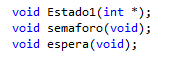 void Estado1(int *);
void semaforo(void);
void espera(void);